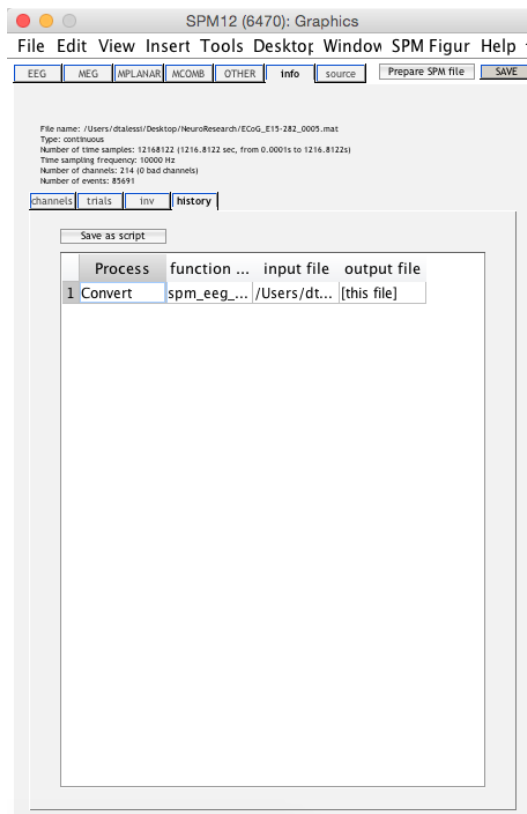 SPM12 (6470): Graphics
File Edit View Insert Tools Desktop Window SPM Figur Help
EEG MEG MPLANAR MCOMB OTHER info source Prepare SPM file SAVE
File name: /Users/dtalessi/Desktop/NeuroResearch/ECoG_E15-282_0005.mat
Type: continuous
Number of time samples: 12168122 (1216.8122 sec, from 0.0001s to 1216.8122s)
Time sampling frequency: 10000 Hz
Number of channels: 214 (0 bad channels)
Number of events: 85691
channels trials inv history
Save as script
Process function ... input file output file
1 Convert spm_eeg_... /Users/dt... [this file]